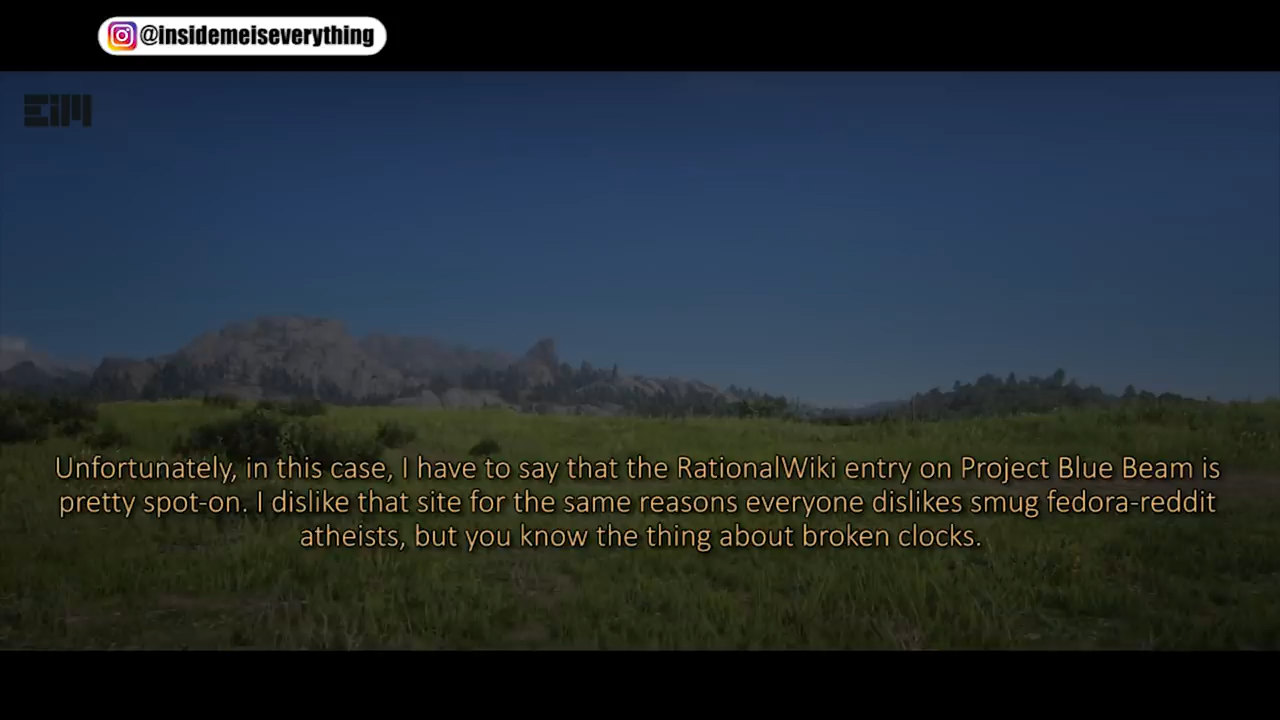 @insidemeiseverything
EiM
Unfortunately, in this case, I have to say that the RationalWiki entry on Project Blue Beam is
pretty spot-on. I dislike that site for the same reasons everyone dislikes smug fedora-reddit
atheists, but you know the thing about broken clocks.